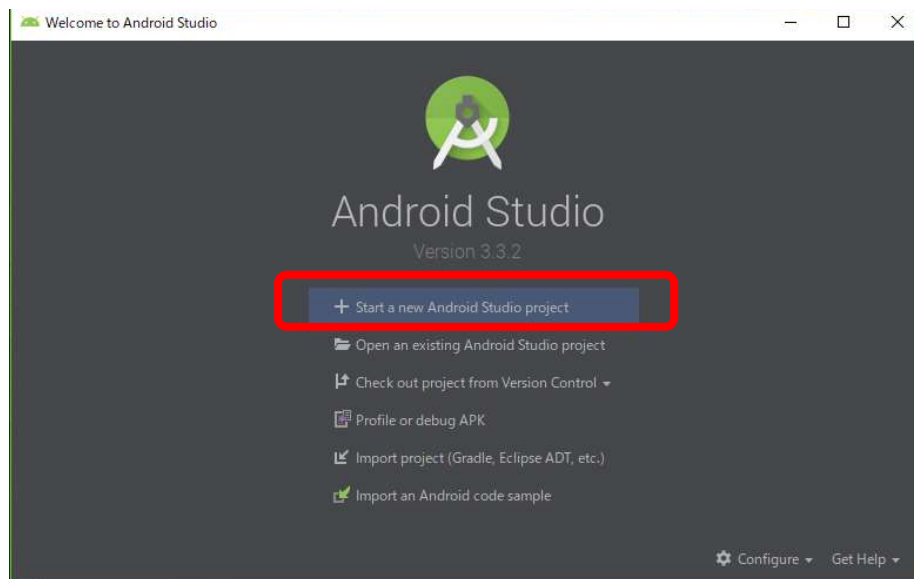 Welcome to Android Studio
Android Studio
Version 3.3.2
Start a new Android Studio project
Open an existing Android Studio project
Check out project from Version Control
Profile or debug APK
Import project (Gradle, Eclipse ADT, etc.)
Import an Android code sample
Configure Get Help